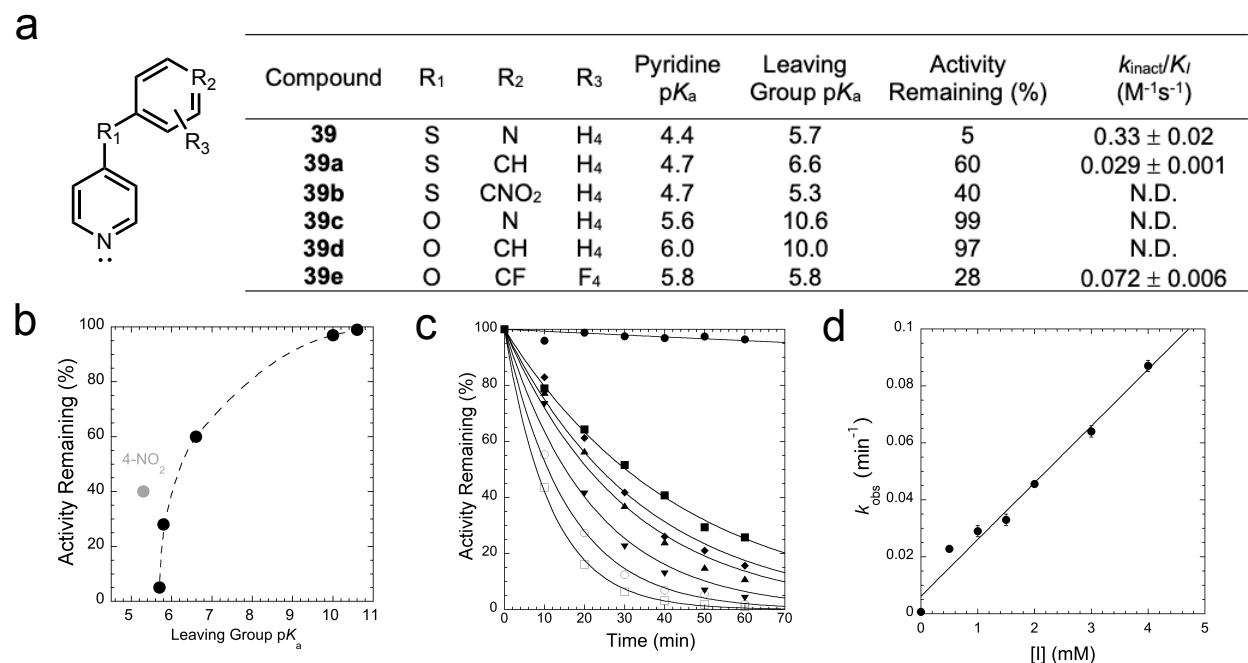 a
R2
R1
R3
N
Compound R1 R2 R3 Pyridine pKa Leaving Group pKa Activity Remaining (%) kinact/KI (M-1s-1)
39 S N H4 4.4 5.7 5 0.33 ± 0.02
39a S CH H4 4.7 6.6 60 0.029 ± 0.001
39b S CNO2 H4 4.7 5.3 40 N.D.
39c O N H4 5.6 10.6 99 N.D.
39d O CH H4 6.0 10.0 97 N.D.
39e O CF F4 5.8 5.8 28 0.072 ± 0.006
b
Activity Remaining (%)
100
80
60
40
20
0
4-NO2
5 6 7 8 9 10 11
Leaving Group pKa
c
Activity Remaining (%)
100
80
60
40
20
0
0 10 20 30 40 50 60 70
Time (min)
d
kobs (min-1)
0.1
0.08
0.06
0.04
0.02
0
0 1 2 3 4 5
[I] (mM)